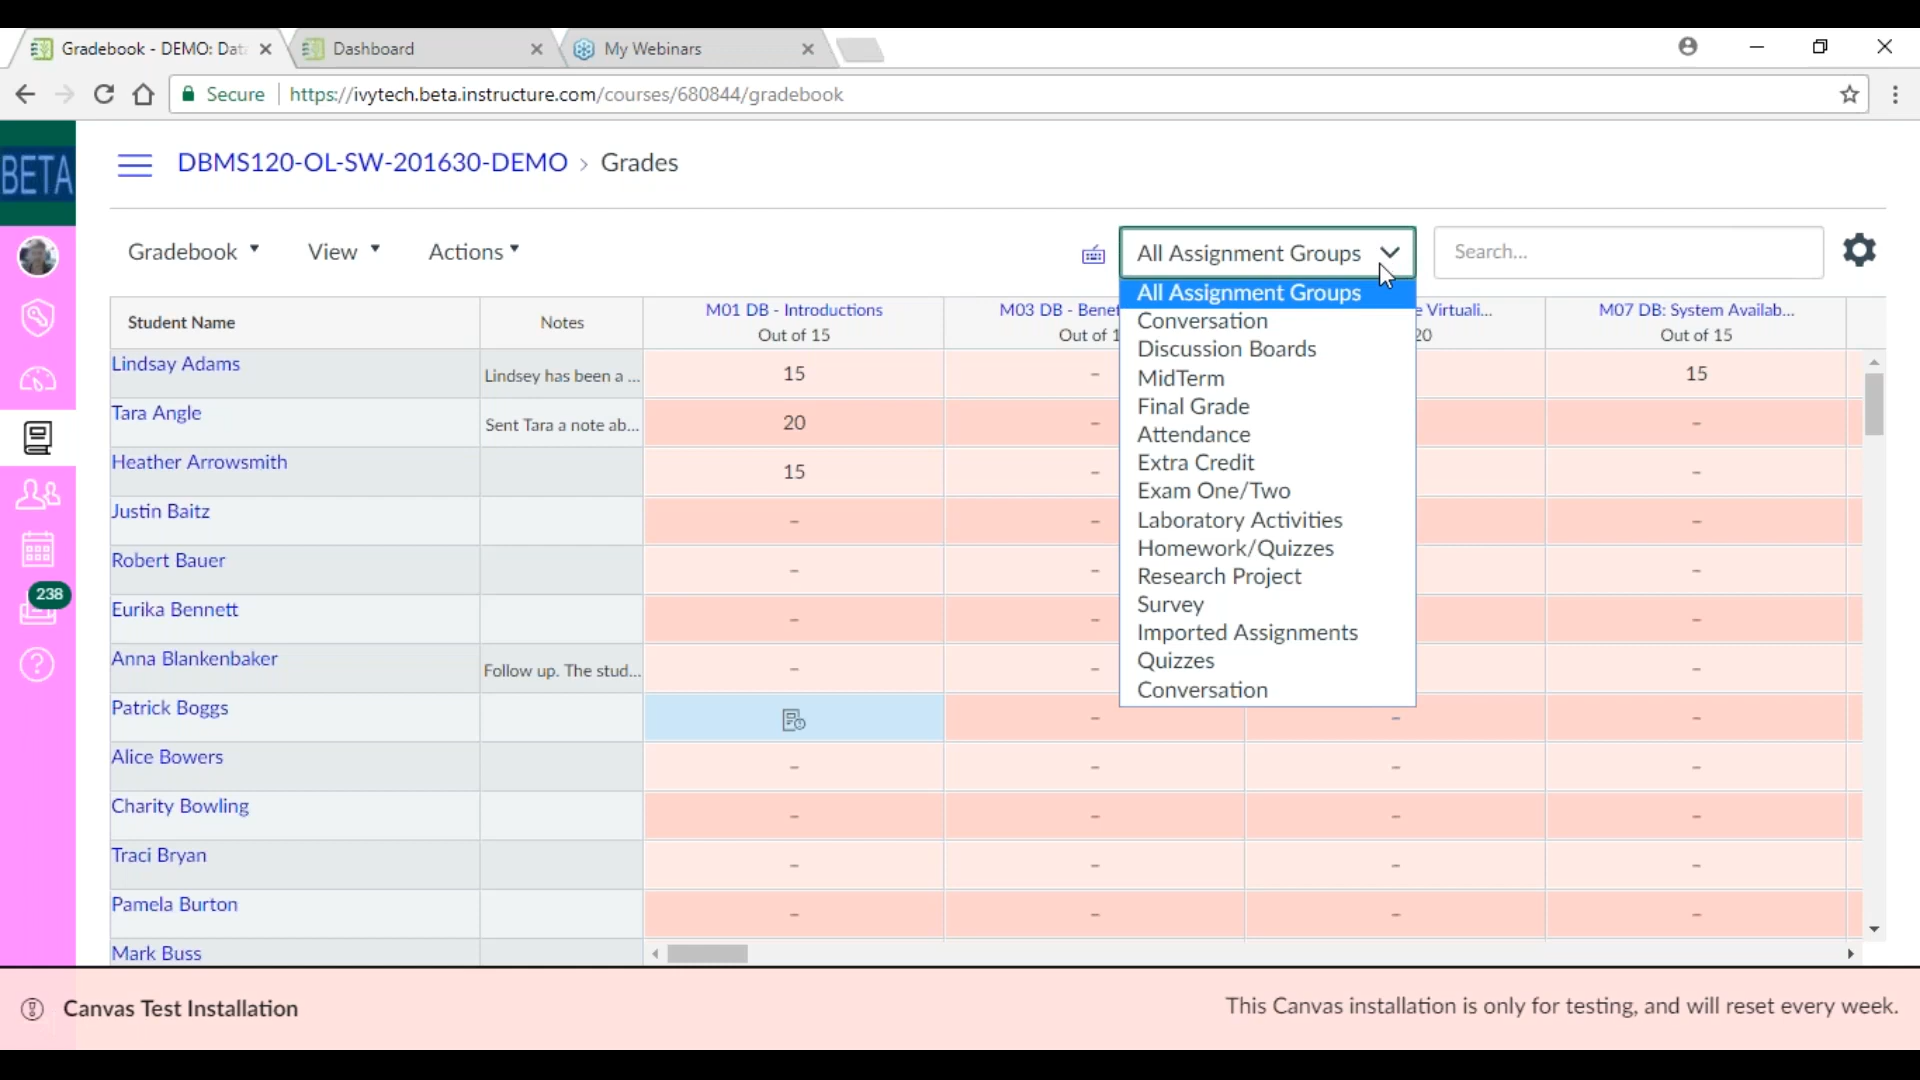 Gradebook - DEMO: Data
Dashboard
My Webinars
Secure
https://ivytech.beta.instructure.com/courses/680844/gradebook
BETA
DBMS120-OL-SW-201630-DEMO › Grades
Gradebook
View
Actions
All Assignment Groups
Search...
All Assignment Groups
Conversation
Discussion Boards
MidTerm
Final Grade
Attendance
Extra Credit
Exam One/Two
Laboratory Activities
Homework/Quizzes
Research Project
Survey
Imported Assignments
Quizzes
Conversation
Student Name
Notes
M01 DB - Introductions
Out of 15
M03 DB - Benef
Out of 1
e Virtuali...
20
M07 DB: System Availab...
Out of 15
Lindsay Adams
Lindsey has been a ...
15
–
15
Tara Angle
Sent Tara a note ab...
20
–
–
Heather Arrowsmith
15
–
–
Justin Baitz
–
–
–
Robert Bauer
–
–
–
Eurika Bennett
–
–
–
Anna Blankenbaker
Follow up. The stud...
–
–
–
Patrick Boggs
–
–
–
Alice Bowers
–
–
–
–
Charity Bowling
–
–
–
–
Traci Bryan
–
–
–
–
Pamela Burton
–
–
–
–
Mark Buss
238
Canvas Test Installation
This Canvas installation is only for testing, and will reset every week.